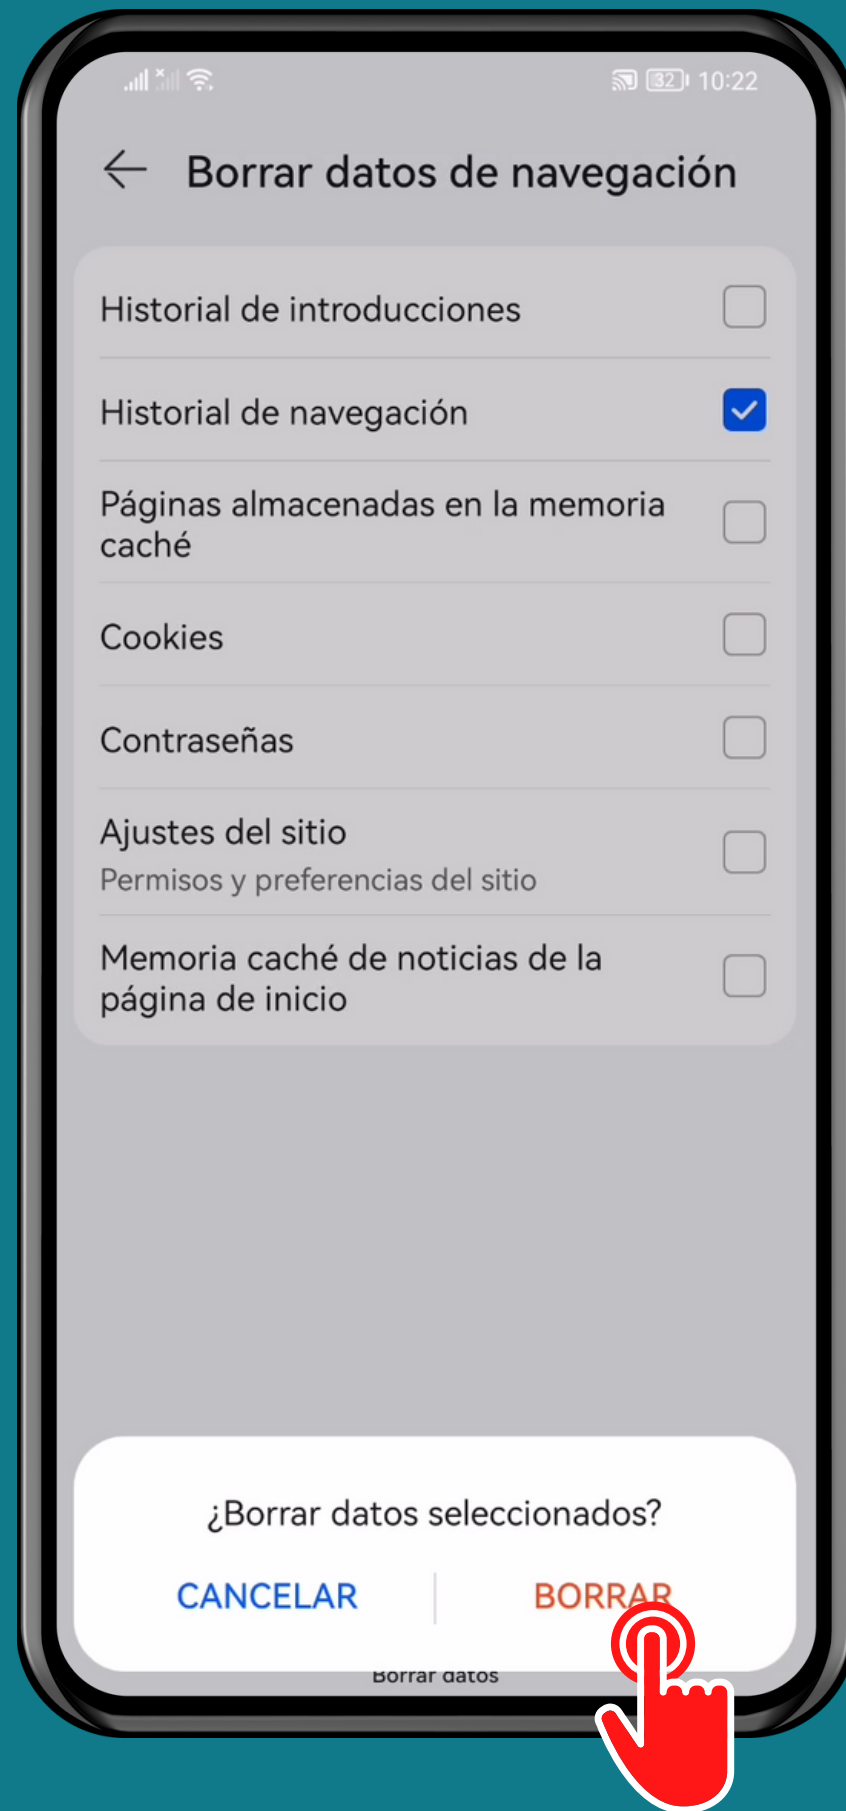 32 10:22
Borrar datos de navegación
Historial de introducciones
Historial de navegación
Páginas almacenadas en la memoria
caché
Cookies
Contraseñas
Ajustes del sitio
Permisos y preferencias del sitio
Memoria caché de noticias de la
página de inicio
¿Borrar datos seleccionados?
CANCELAR BORRAR
Borrar datos